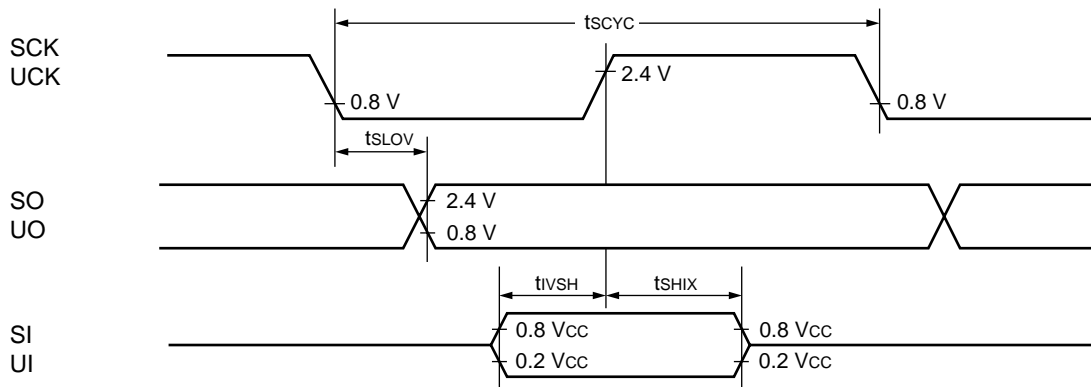 tSCYC
SCK
UCK
2.4 V
0.8 V
0.8 V
tSLOV
SO
UO
2.4 V
0.8 V
tIVSH
tSHIX
SI
UI
0.8 VCC
0.8 VCC
0.2 VCC
0.2 VCC